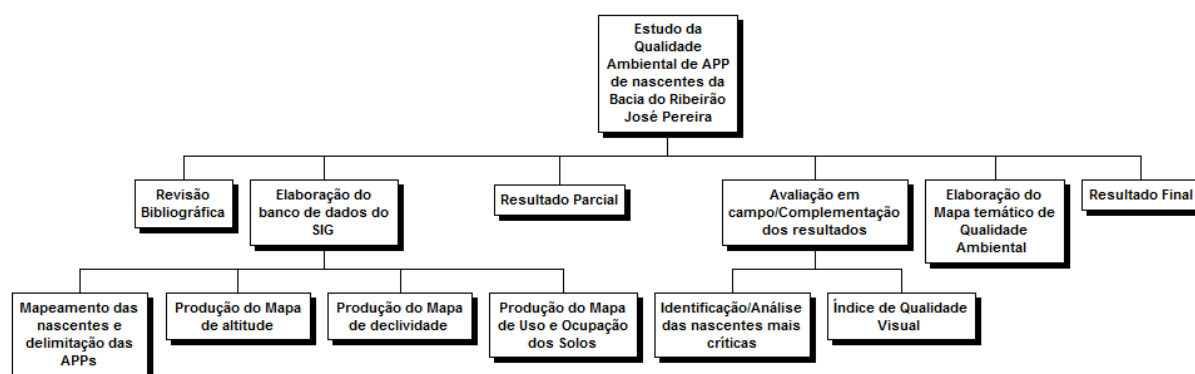 Estudo da
Qualidade
Ambiental de APP
de nascentes da
Bacia do Ribeirão
José Pereira
Revisão
Bibliográfica
Elaboração do
banco de dados do
SIG
Resultado Parcial
Avaliação em
campo/Complementação
dos resultados
Elaboração do
Mapa temático de
Qualidade
Ambiental
Resultado Final
Mapeamento das
nascentes e
delimitação das
APPs
Produção do Mapa
de altitude
Produção do Mapa
de declividade
Produção do Mapa
de Uso e Ocupação
dos Solos
Identificação/Análise
das nascentes mais
críticas
Índice de Qualidade
Visual